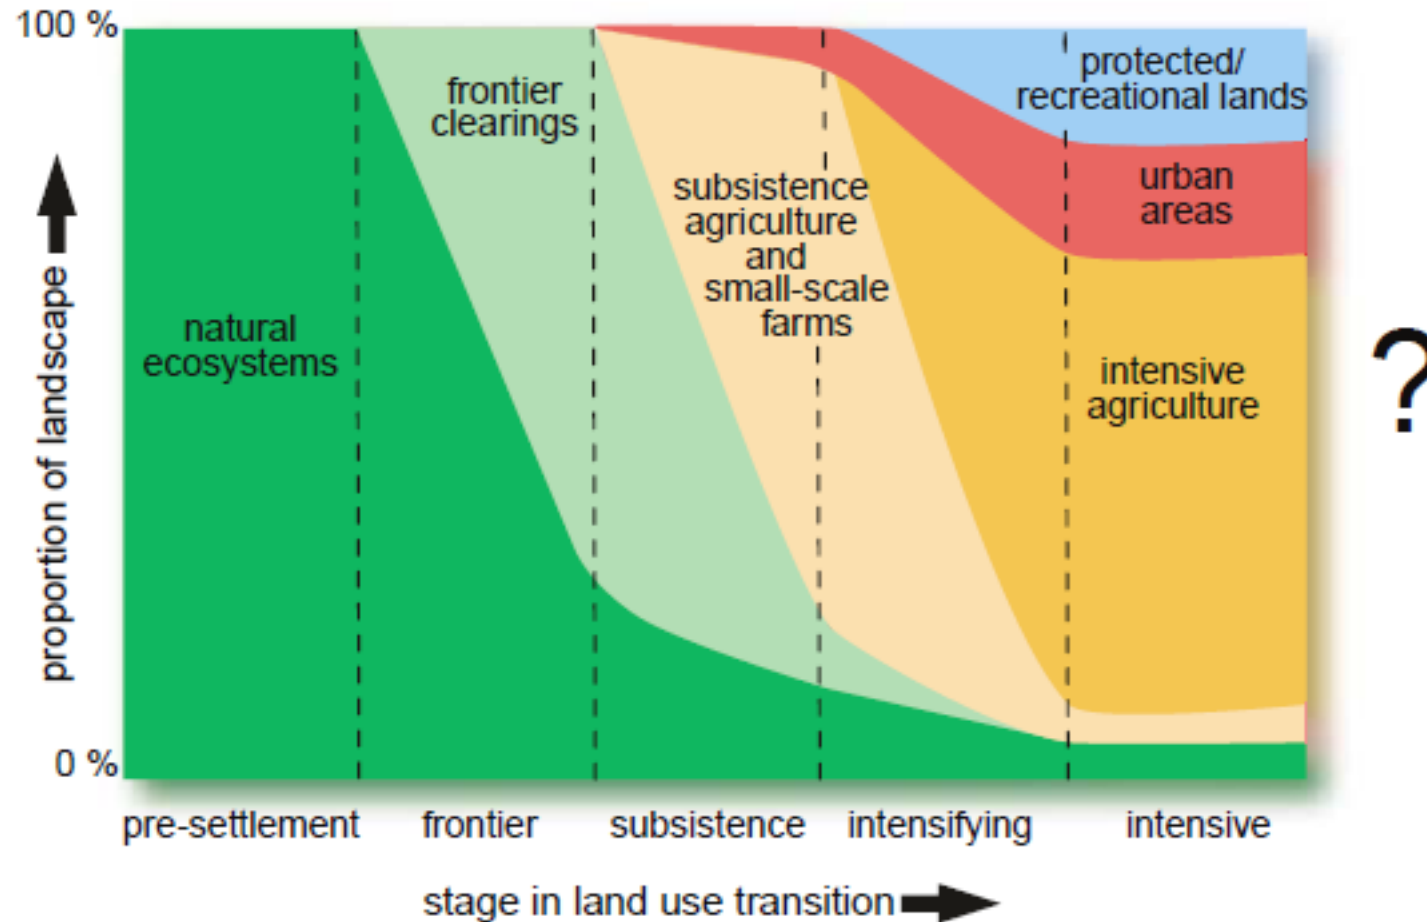 100 %
protected/
recreational lands
frontier
clearings
urban
areas
subsistence
agriculture
and
small-scale
farms
natural
ecosystems
intensive
agriculture
?
proportion of landscape
0 %
pre-settlement
frontier
subsistence
intensifying
intensive
stage in land use transition